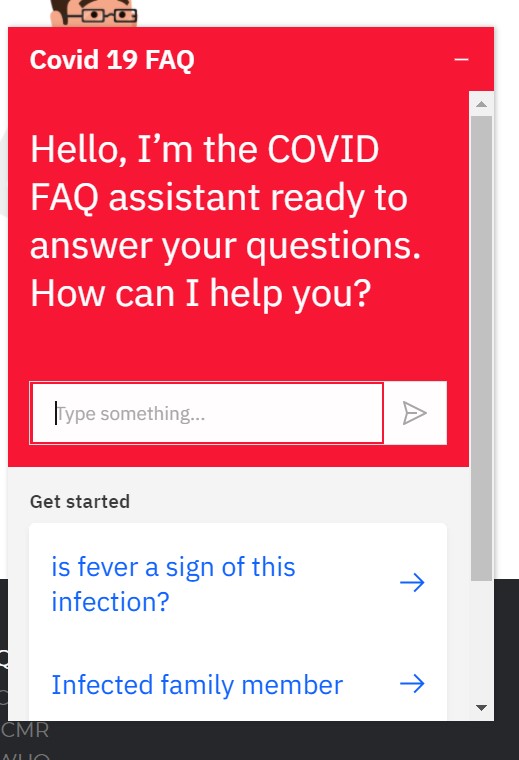 Covid 19 FAQ
Hello, I’m the COVID
FAQ assistant ready to
answer your questions.
How can I help you?
Type something...
Get started
is fever a sign of this
infection?
Infected family member
CMR
WHO